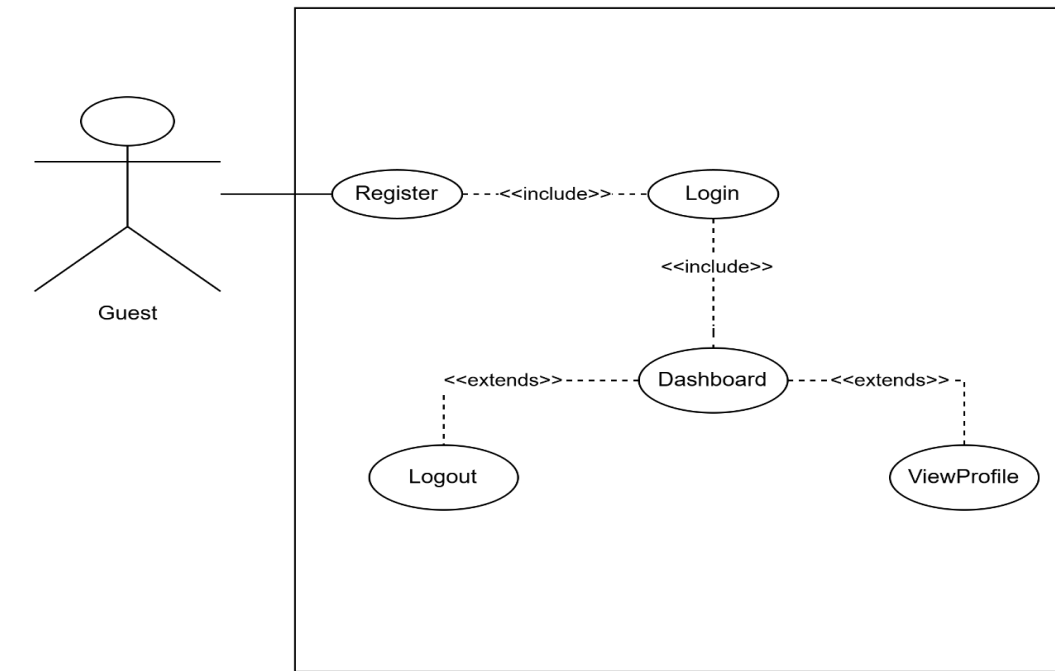 Register
<<include>>
Login
<<include>>
Guest
Dashboard
<<extends>>
<<extends>>
Logout
ViewProfile